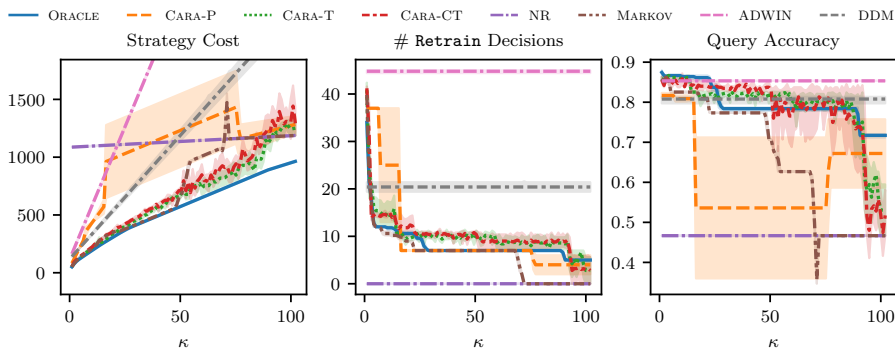 ORACLE CARA-P CARA-T CARA-CT NR MARKOV ADWIN DDM
Strategy Cost
1500
1000
500
0
0 50 100
κ
# Retrain Decisions
40
30
20
10
0
0 50 100
κ
Query Accuracy
0.9
0.8
0.7
0.6
0.5
0.4
0 50 100
κ